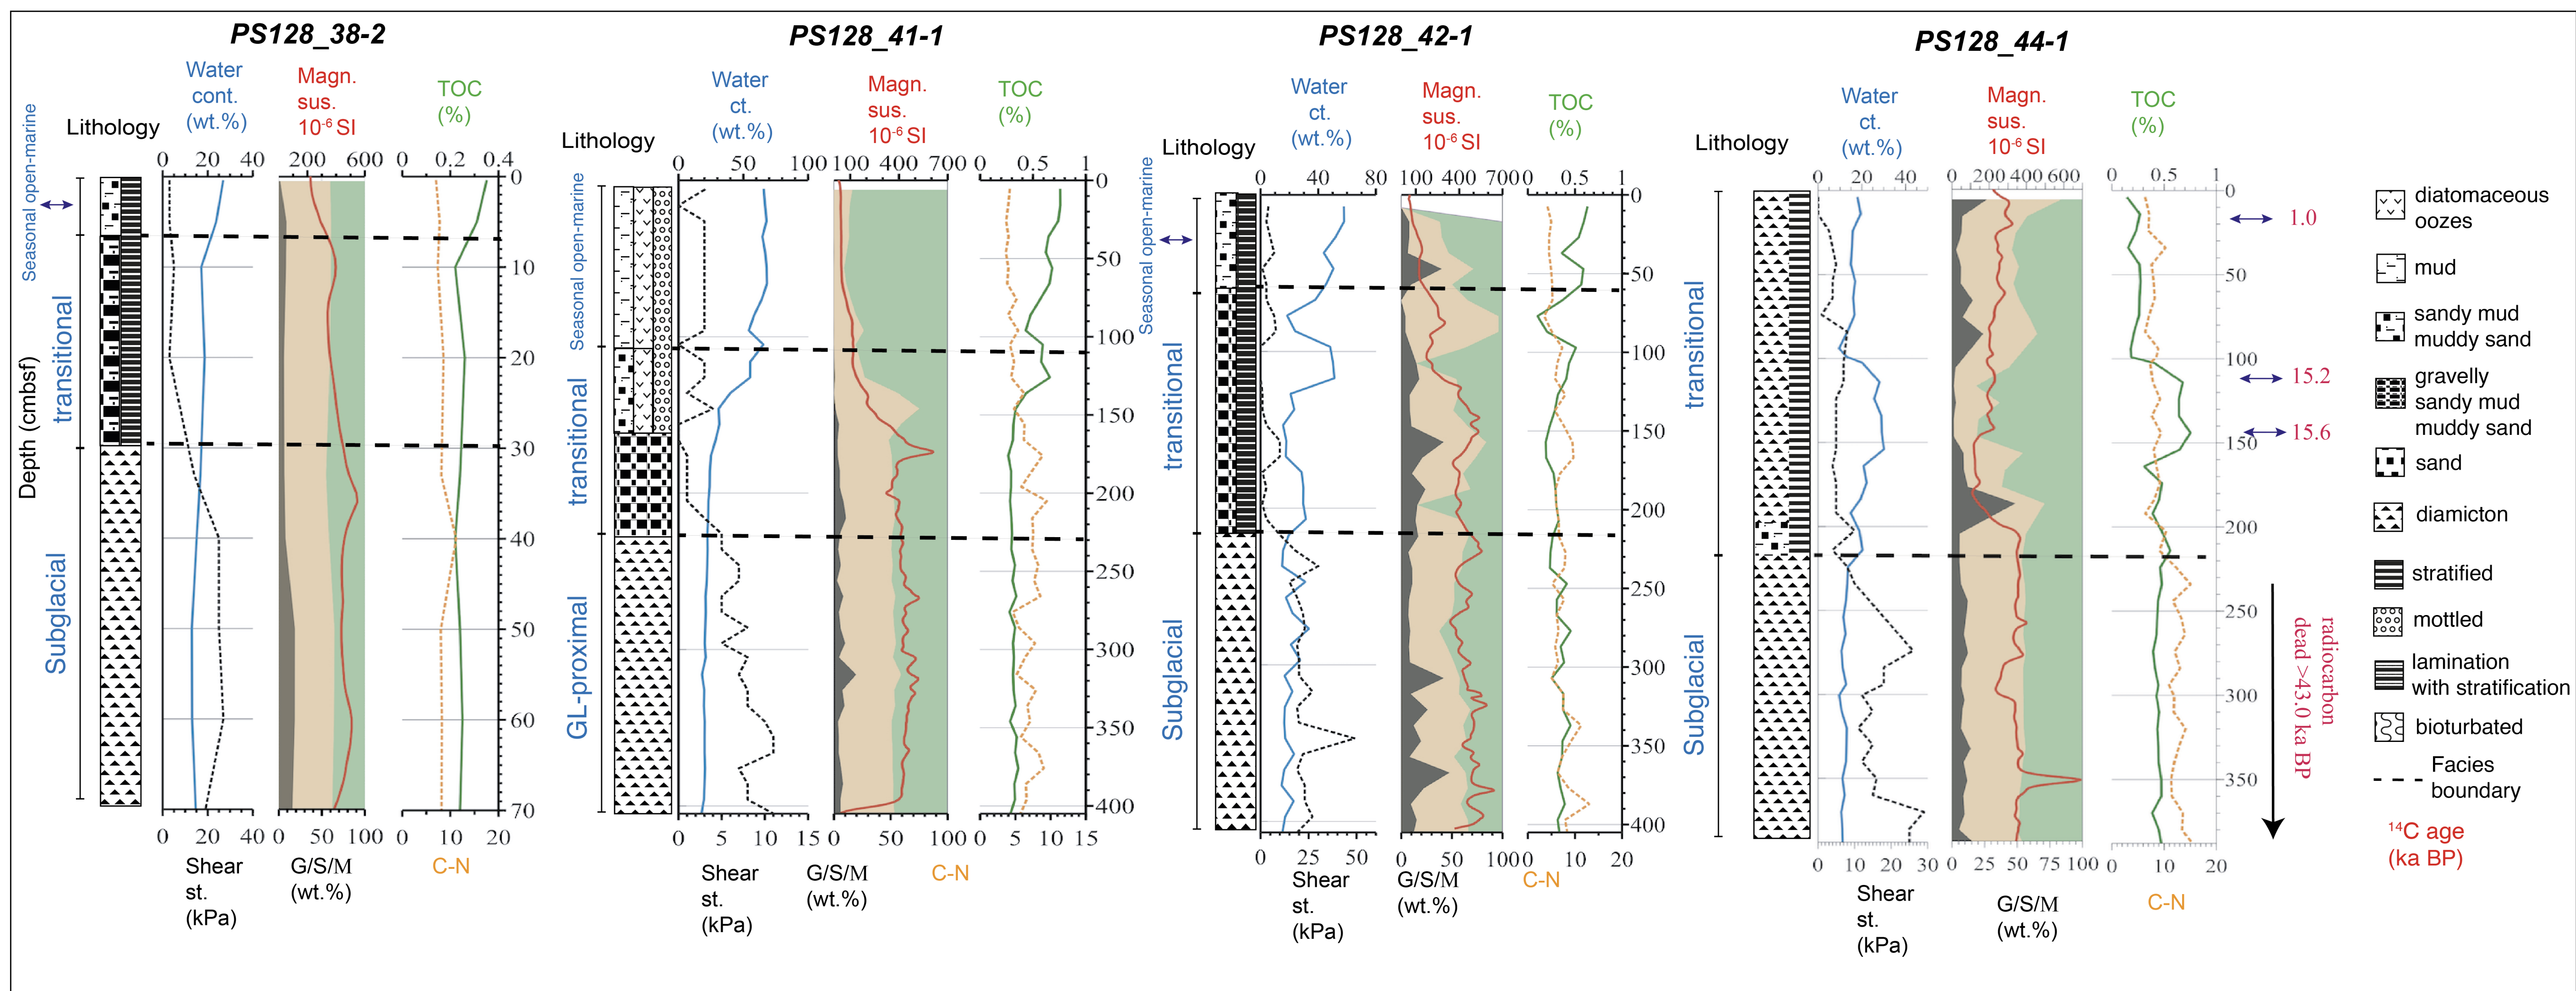 PS128_38-2
Water
cont.
(wt.%)
Magn.
sus.
10-6 SI
TOC
(%)
Lithology
0 20 40
200 600
0 0.2 0.4
Seasonal open-marine
transitional
Subglacial
Depth (cmbsf)
0
10
20
30
40
50
60
70
0 20 40
0 50 100
0 10 20
Shear
st.
(kPa)
G/S/M
(wt.%)
C-N
PS128_41-1
Water
ct.
(wt.%)
Magn.
sus.
10-6 SI
TOC
(%)
Lithology
0 50 100
1 100 400 700
0 0.5 1
Seasonal open-marine
transitional
GL-proximal
0
50
100
150
200
250
300
350
400
0 5 10 15
0 50 100
0 5 10 15
Shear
st.
(kPa)
G/S/M
(wt.%)
C-N
PS128_42-1
Water
ct.
(wt.%)
Magn.
sus.
10-6 SI
TOC
(%)
Lithology
0 40 80
100 400 700
0 0.5 1
Seasonal open-marine
transitional
Subglacial
0
50
100
150
200
250
300
350
400
0 25 50
0 50 100
0 10 20
Shear
st.
(kPa)
G/S/M
(wt.%)
C-N
PS128_44-1
Water
ct.
(wt.%)
Magn.
sus.
10-6 SI
TOC
(%)
Lithology
0 20 40
0 200 400 600
0 0.5 1
transitional
Subglacial
0
50
100
150
200
250
300
350
1.0
15.2
15.6
radiocarbon
dead >43.0 ka BP
0 10 20 30
0 25 50 75 100
0 10 20
Shear
st.
(kPa)
G/S/M
(wt.%)
C-N
diatomaceous
oozes
mud
sandy mud
muddy sand
gravelly
sandy mud
muddy sand
sand
diamicton
stratified
mottled
lamination
with stratification
bioturbated
Facies
boundary
14C age
(ka BP)